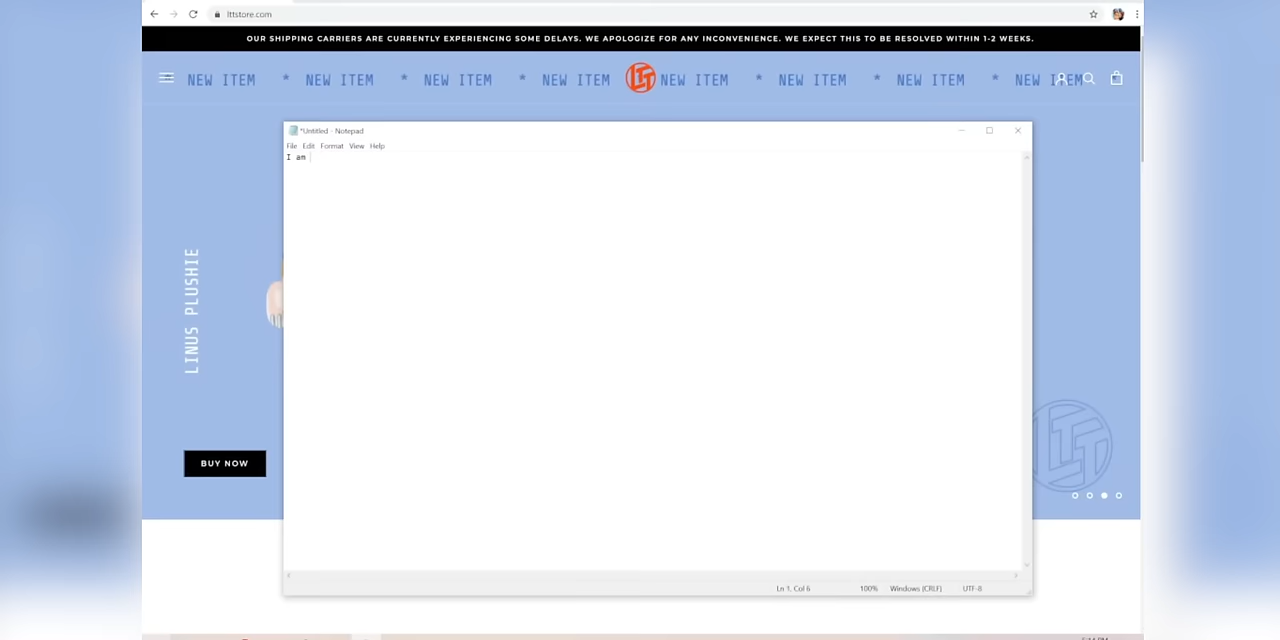 lttstore.com
OUR SHIPPING CARRIERS ARE CURRENTLY EXPERIENCING SOME DELAYS. WE APOLOGIZE FOR ANY INCONVENIENCE. WE EXPECT THIS TO BE RESOLVED WITHIN 1-2 WEEKS.
NEW ITEM * NEW ITEM * NEW ITEM * NEW ITEM LTT NEW ITEM * NEW ITEM * NEW ITEM * NEW ITEM
*Untitled - Notepad
File Edit Format View Help
I am
LINUS PLUSHIE
BUY NOW
LTT
Ln 1, Col 6 100% Windows (CRLF) UTF-8